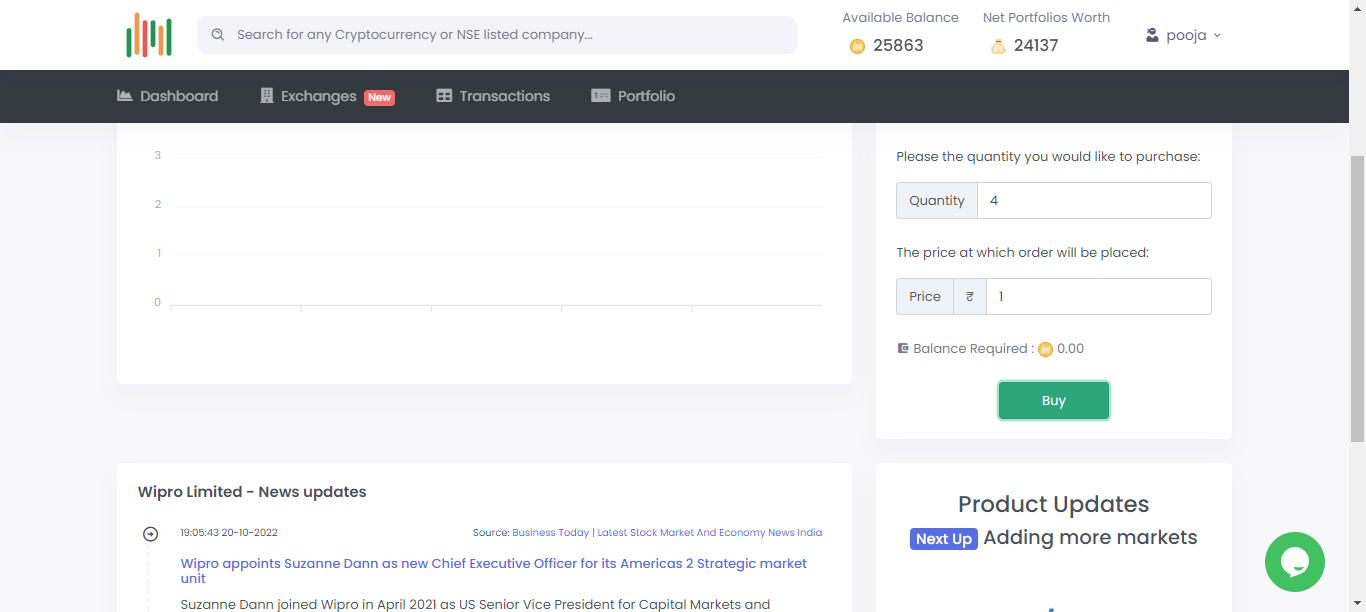 Search for any Cryptocurrency or NSE listed company...
Available Balance
25863
Net Portfolios Worth
24137
pooja
Dashboard
Exchanges New
Transactions
Portfolio
3
2
1
0
Please the quantity you would like to purchase:
Quantity 4
The price at which order will be placed:
Price ₹ 1
Balance Required : 0.00
Buy
Wipro Limited - News updates
19:05:43 20-10-2022 Source: Business Today | Latest Stock Market And Economy News India
Wipro appoints Suzanne Dann as new Chief Executive Officer for its Americas 2 Strategic market
unit
Suzanne Dann joined Wipro in April 2021 as US Senior Vice President for Capital Markets and
Product Updates
Next Up Adding more markets